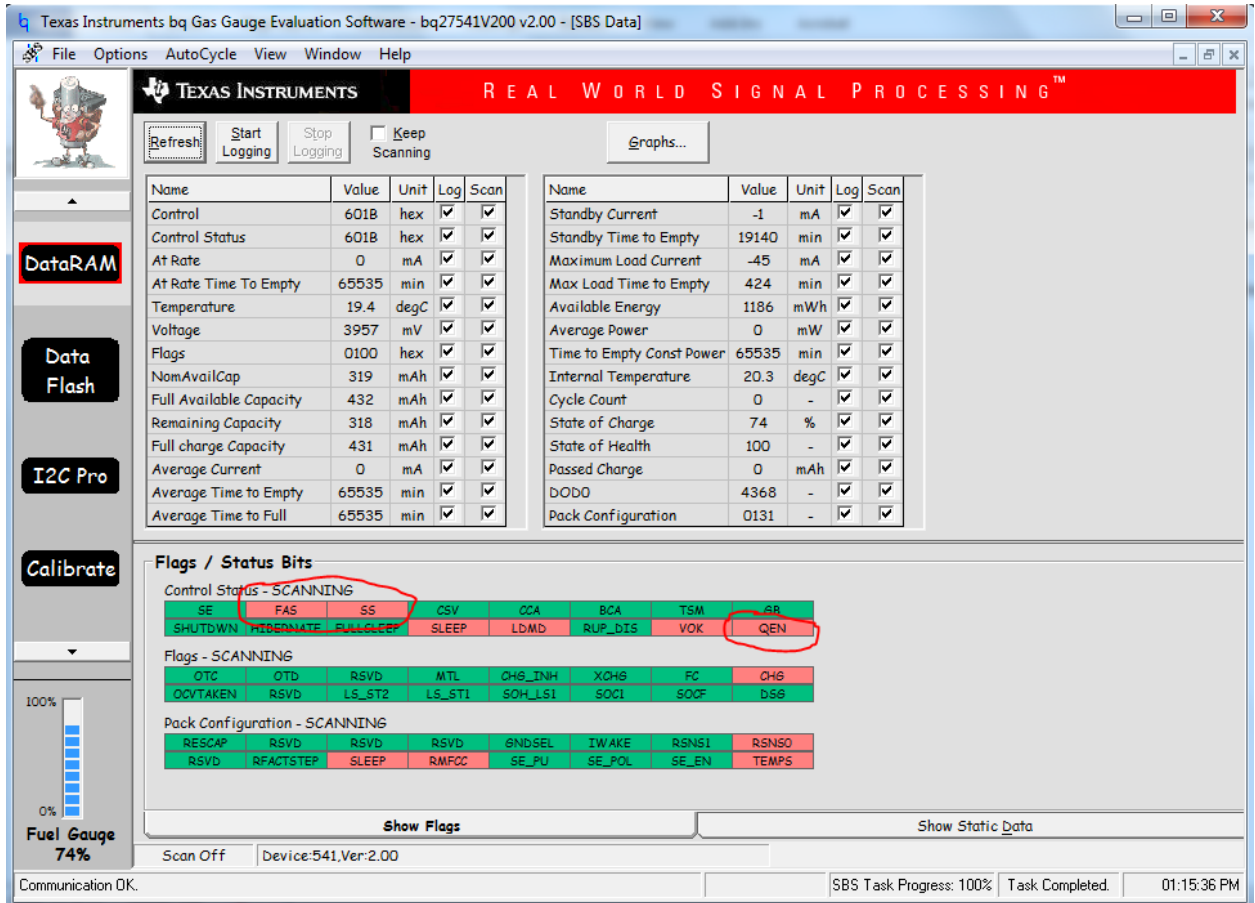 Texas Instruments bq Gas Gauge Evaluation Software - bq27541V200 v2.00 - [SBS Data]
File Options AutoCycle View Window Help
TEXAS INSTRUMENTS REAL WORLD SIGNAL PROCESSING™
Refresh Start Logging Stop Logging Keep Scanning Graphs...
Name Value Unit Log Scan
Control 601B hex
Control Status 601B hex
At Rate 0 mA
At Rate Time To Empty 65535 min
Temperature 19.4 degC
Voltage 3957 mV
Flags 0100 hex
NomAvailCap 319 mAh
Full Available Capacity 432 mAh
Remaining Capacity 318 mAh
Full charge Capacity 431 mAh
Average Current 0 mA
Average Time to Empty 65535 min
Average Time to Full 65535 min
Name Value Unit Log Scan
Standby Current -1 mA
Standby Time to Empty 19140 min
Maximum Load Current -45 mA
Max Load Time to Empty 424 min
Available Energy 1186 mWh
Average Power 0 mW
Time to Empty Const Power 65535 min
Internal Temperature 20.3 degC
Cycle Count 0 -
State of Charge 74 %
State of Health 100 -
Passed Charge 0 mAh
DOD0 4368 -
Pack Configuration 0131 -
DataRAM
Data
Flash
I2C Pro
Calibrate
100%
0%
Fuel Gauge
74%
Flags / Status Bits
Control Status - SCANNING
SE FAS SS CSV CCA BCA TSM GB
SHUTDWN HIBERNATE FULLSLEEP SLEEP LDMD RUP_DIS VOK QEN
Flags - SCANNING
OTC OTD RSVD MTL CHG_INH XCHG FC CHG
OCVTAKEN RSVD LS_ST2 LS_ST1 SOH_LS1 SOC1 SOCF DSG
Pack Configuration - SCANNING
RESCAP RSVD RSVD RSVD GNDSEL IWAKE RSNS1 RSNS0
RSVD RFACTSTEP SLEEP RMFCC SE_PU SE_POL SE_EN TEMPS
Show Flags Show Static Data
Scan Off Device:541,Ver:2.00
Communication OK. SBS Task Progress: 100% Task Completed. 01:15:36 PM